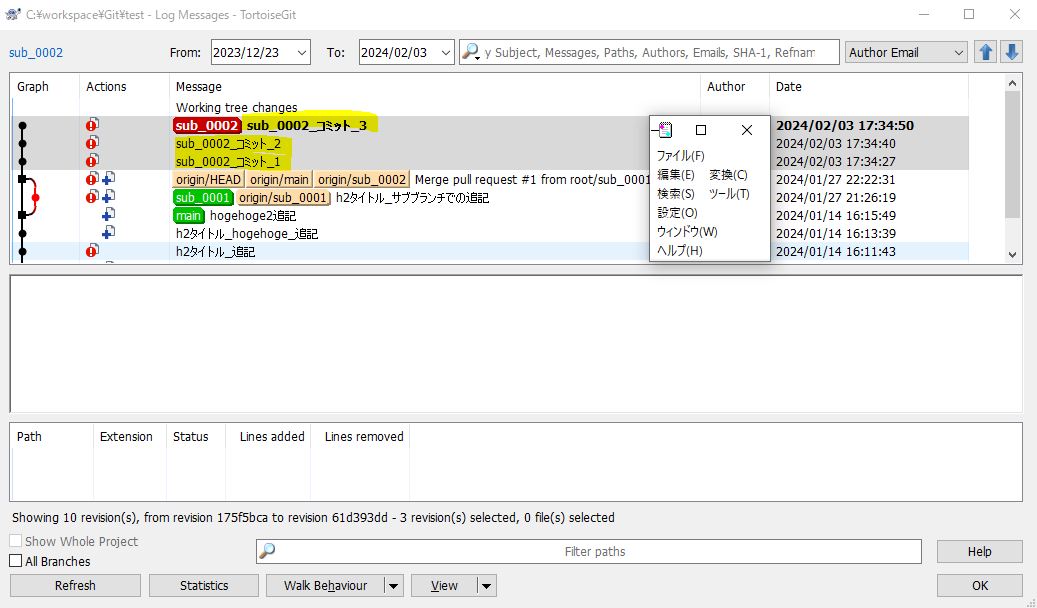 C:¥workspace¥Git¥test - Log Messages - TortoiseGit
sub_0002 From: 2023/12/23 To: 2024/02/03 y Subject, Messages, Paths, Authors, Emails, SHA-1, Refnam Author Email
Graph Actions Message Author Date
Working tree changes
sub_0002 sub_0002_コミット_3 2024/02/03 17:34:50
sub_0002_コミット_2 2024/02/03 17:34:40
sub_0002_コミット_1 2024/02/03 17:34:27
origin/HEAD origin/main origin/sub_0002 Merge pull request #1 from root/sub_0001 2024/01/27 22:22:31
sub_0001 origin/sub_0001 h2タイトル_サブブランチでの追記 2024/01/27 21:26:19
main hogehoge2追記 2024/01/14 16:15:49
h2タイトル_hogehoge_追記 2024/01/14 16:13:39
h2タイトル_追記 2024/01/14 16:11:43
ファイル(F)
編集(E) 変換(C)
検索(S) ツール(T)
設定(O)
ウィンドウ(W)
ヘルプ(H)
Path Extension Status Lines added Lines removed
Showing 10 revision(s), from revision 175f5bca to revision 61d393dd - 3 revision(s) selected, 0 file(s) selected
Show Whole Project
All Branches
Filter paths
Help
Refresh Statistics Walk Behaviour View OK